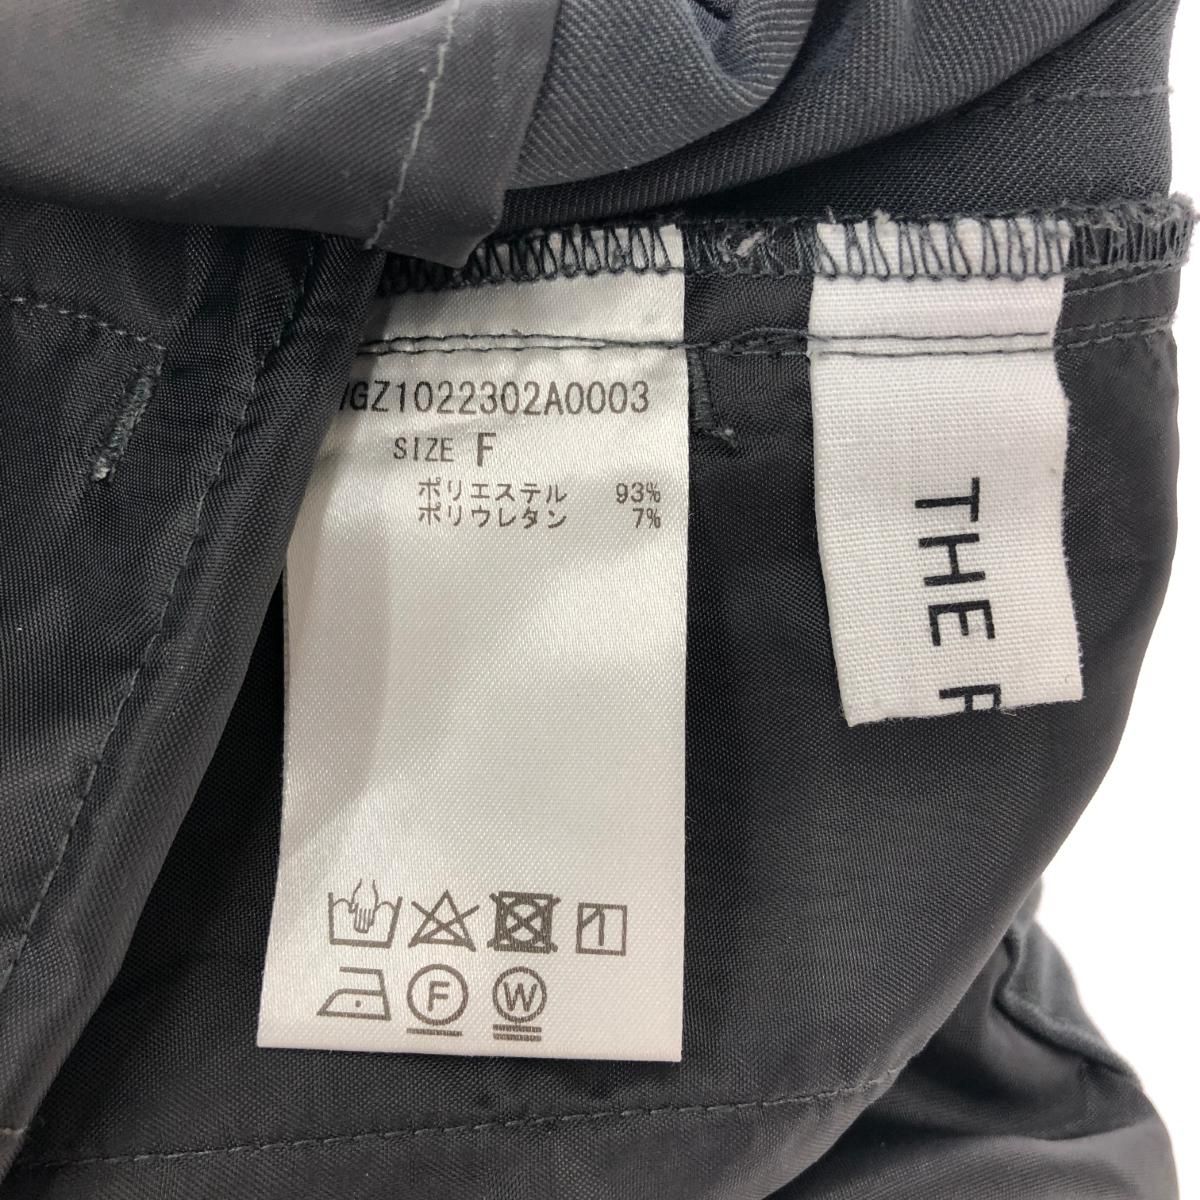 GZ1022302A0003
SIZE F
ポリエステル 93%
ポリウレタン 7%
F W
THE